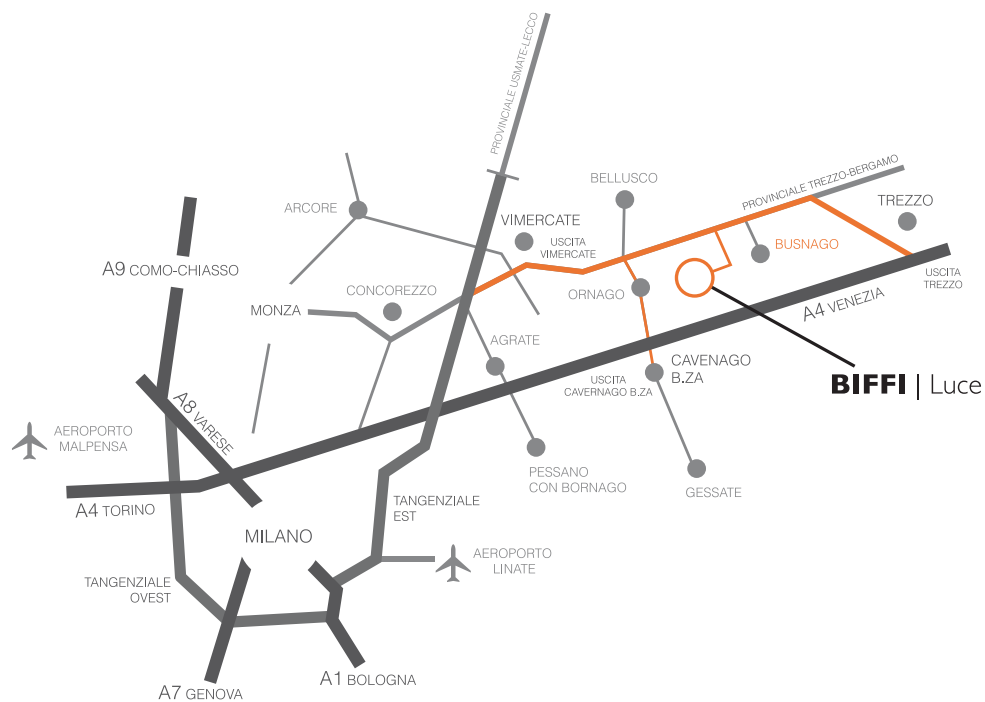 PROVINCIALE USMATE-LECCO
BELLUSCO
PROVINCIALE TREZZO-BERGAMO
ARCORE
VIMERCATE
TREZZO
USCITA
VIMERCATE
BUSNAGO
A9 COMO-CHIASSO
CONCOREZZO
ORNAGO
USCITA
TREZZO
MONZA
A4 VENEZIA
AGRATE
CAVENAGO
B.ZA
USCITA
CAVERNAGO B.ZA
BIFFI | Luce
A8 VARESE
AEROPORTO
MALPENSA
PESSANO
CON BORNAGO
GESSATE
A4 TORINO
TANGENZIALE
EST
MILANO
AEROPORTO
LINATE
TANGENZIALE
OVEST
A7 GENOVA
A1 BOLOGNA